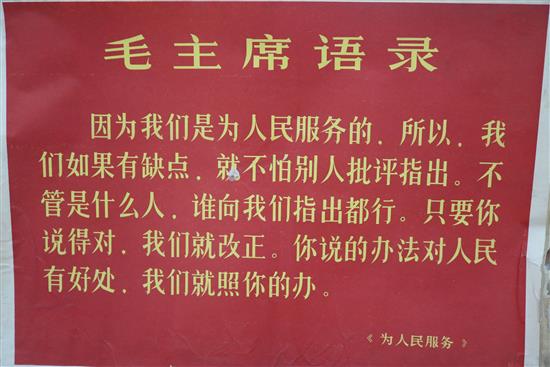 毛主席语录
因为我们是为人民服务的，所以，我
们如果有缺点，就不怕别人批评指出。不
管是什么人，谁向我们指出都行。只要你
说得对，我们就改正。你说的办法对人民
有好处，我们就照你的办。
《为人民服务》